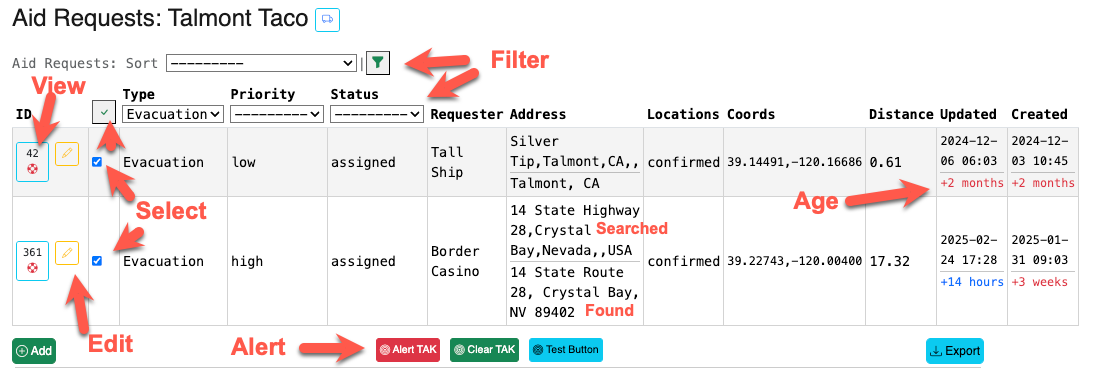 Aid Requests: Talmont Taco
Aid Requests: Sort --------- |
Filter
View
ID Type Priority Status Requester Address Locations Coords Distance Updated Created
Evacuation --------- ---------
42 Evacuation low assigned Tall Ship Silver Tip,Talmont,CA,, Talmont, CA confirmed 39.14491,-120.16686 0.61 2024-12-06 06:03 +2 months 2024-12-03 10:45 +2 months
Select
Age
361 Evacuation high assigned Border Casino 14 State Highway 28,Crystal Bay,Nevada,,USA 14 State Route 28, Crystal Bay, NV 89402 confirmed 39.22743,-120.00400 17.32 2025-02-24 17:28 +14 hours 2025-01-31 09:03 +3 weeks
Searched
Found
Edit
Alert
Add Alert TAK Clear TAK Test Button Export